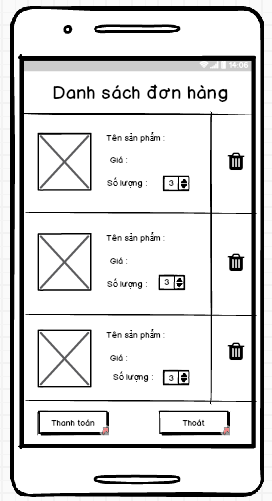 14:06
Danh sách đơn hàng
Tên sản phẩm :
Giá :
Số lượng : 3
Tên sản phẩm :
Giá :
Số lượng : 3
Tên sản phẩm :
Giá :
Số lượng : 3
Thanh toán Thoát